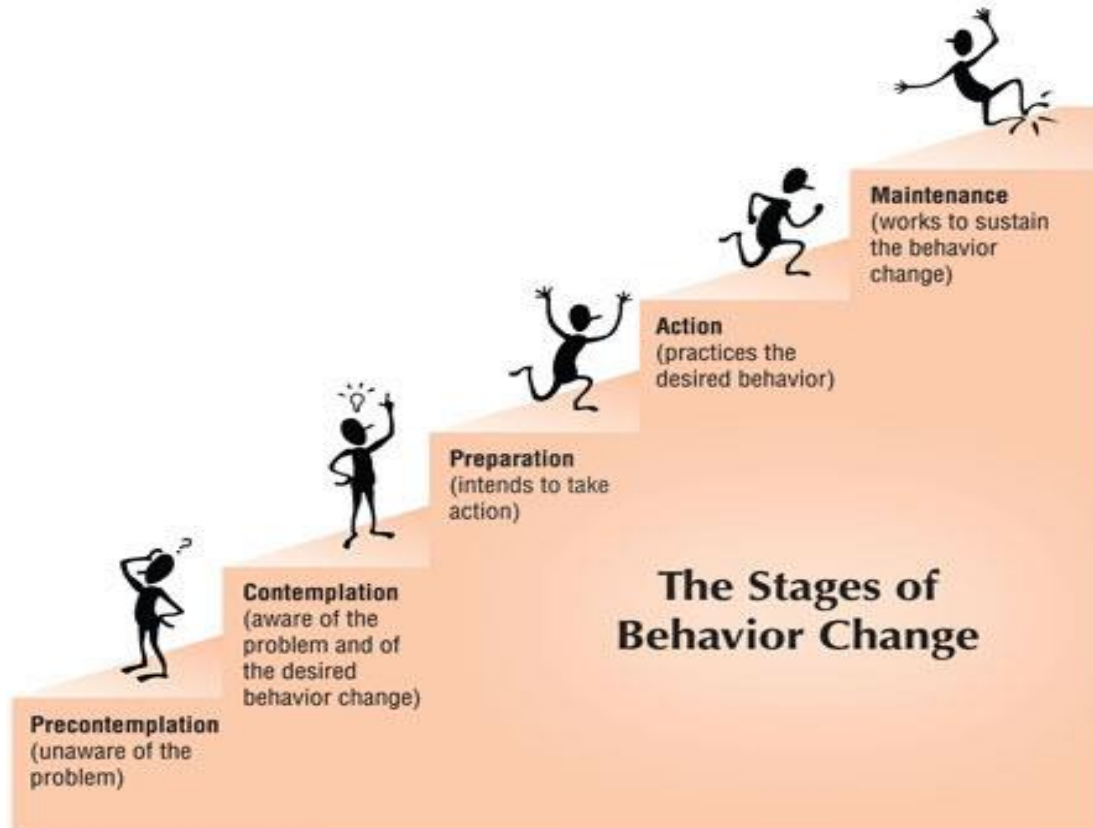 Maintenance
(works to sustain
the behavior
change)
Action
(practices the
desired behavior)
Preparation
(intends to take
action)
Contemplation
(aware of the
problem and of
the desired
behavior change)
Precontemplation
(unaware of the
problem)
The Stages of
Behavior Change
?